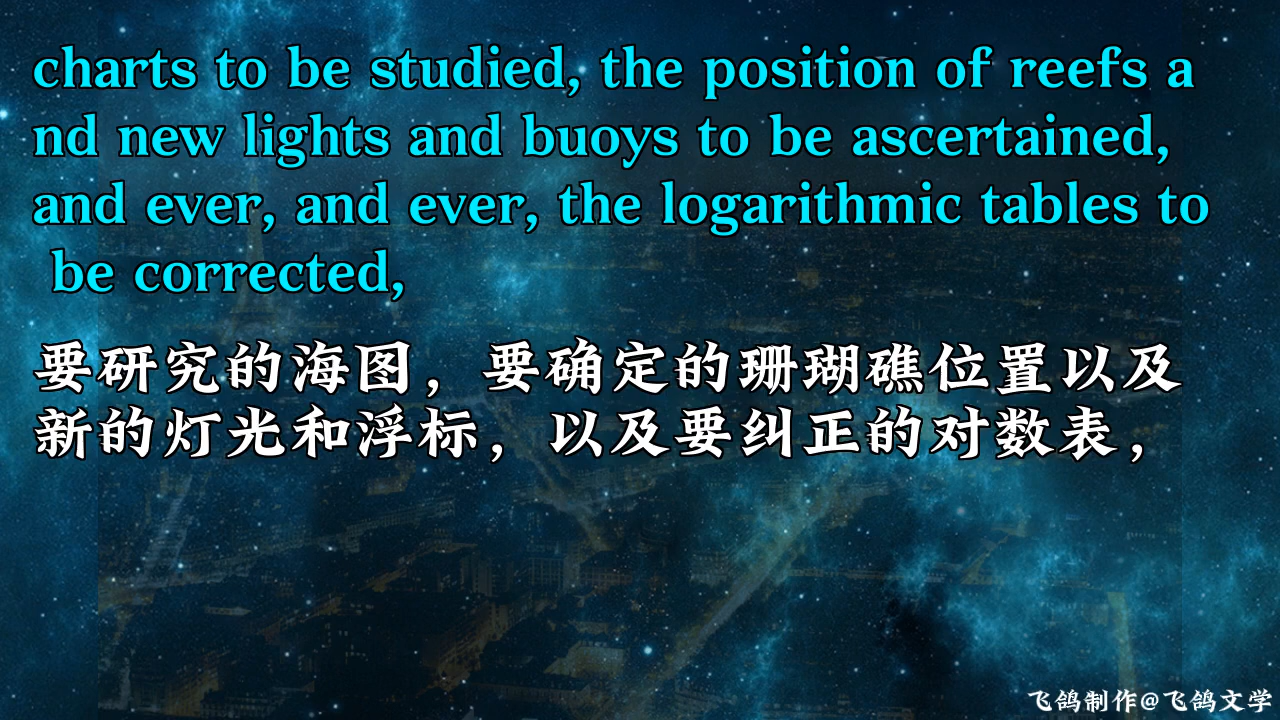 charts to be studied, the position of reefs a
nd new lights and buoys to be ascertained,
and ever, and ever, the logarithmic tables to
be corrected,
要研究的海图，要确定的珊瑚礁位置以及
新的灯光和浮标，以及要纠正的对数表，
飞鸽制作@飞鸽文学